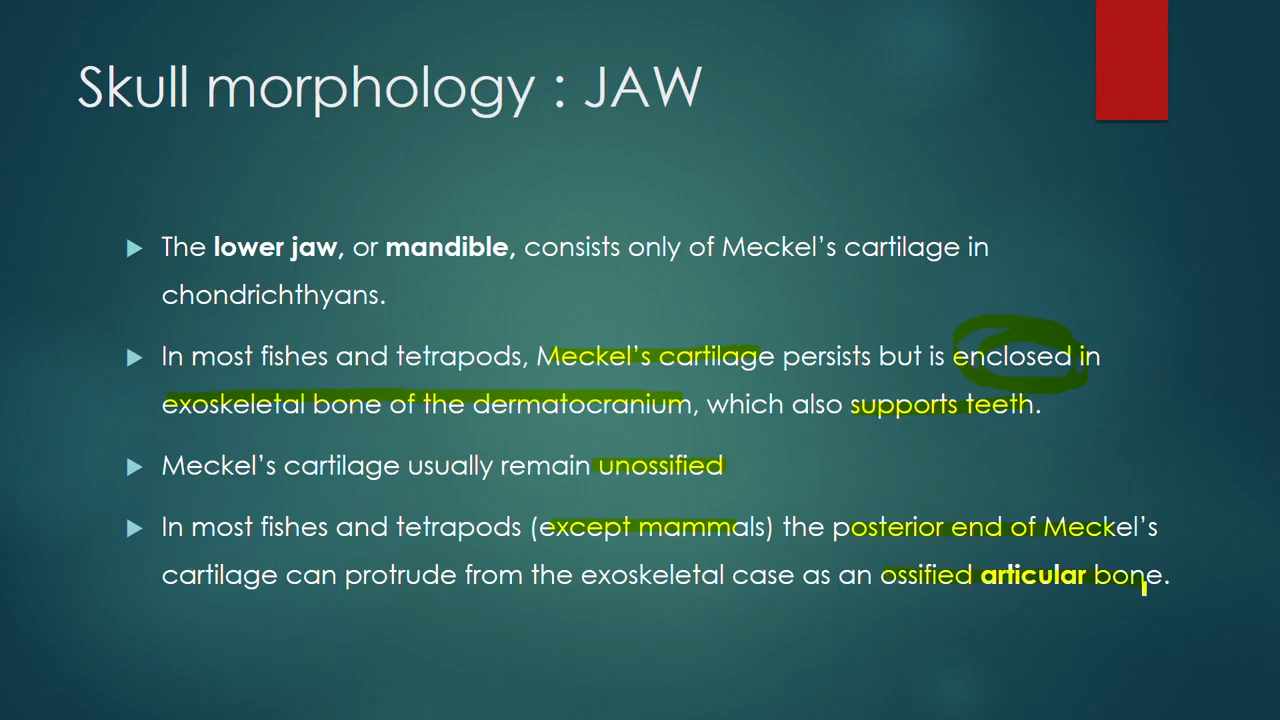 Skull morphology : JAW
The lower jaw, or mandible, consists only of Meckel’s cartilage in
chondrichthyans.
In most fishes and tetrapods, Meckel’s cartilage persists but is enclosed in
exoskeletal bone of the dermatocranium, which also supports teeth.
Meckel’s cartilage usually remain unossified
In most fishes and tetrapods (except mammals) the posterior end of Meckel’s
cartilage can protrude from the exoskeletal case as an ossified articular bone.